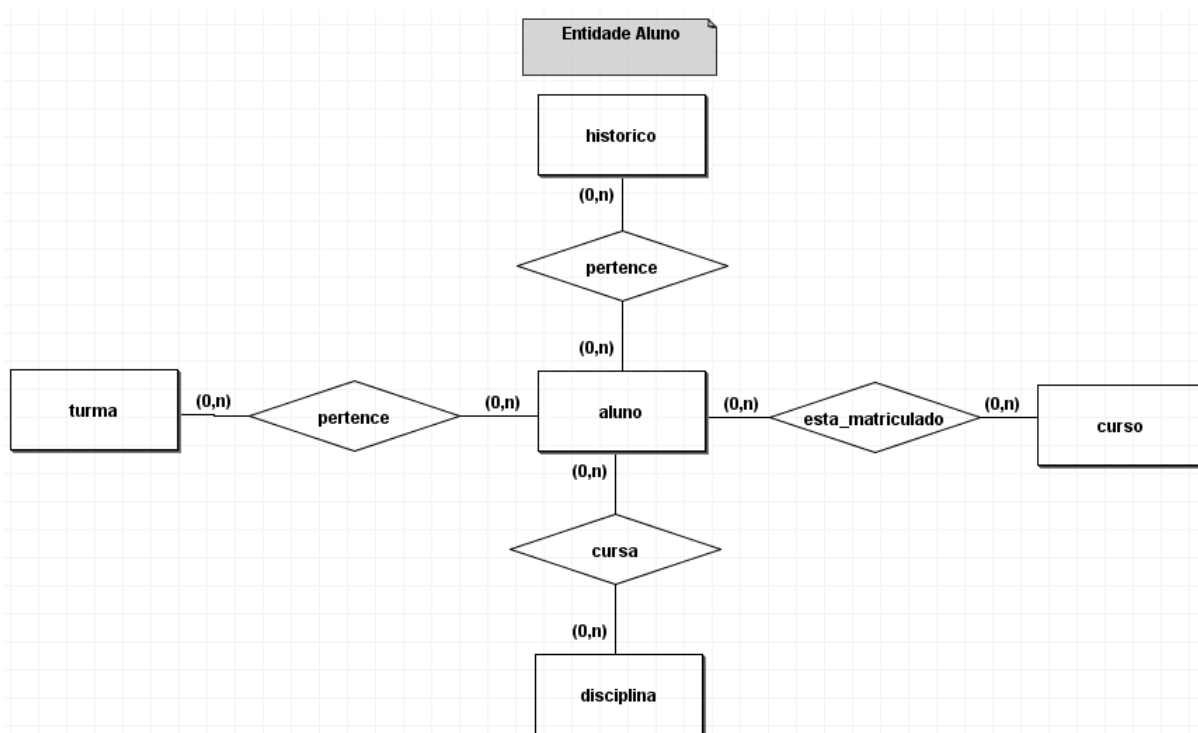 Entidade Aluno
historico
(0,n)
pertence
(0,n)
turma
(0,n)
pertence
(0,n)
aluno
(0,n)
esta_matriculado
(0,n)
curso
(0,n)
cursa
(0,n)
disciplina